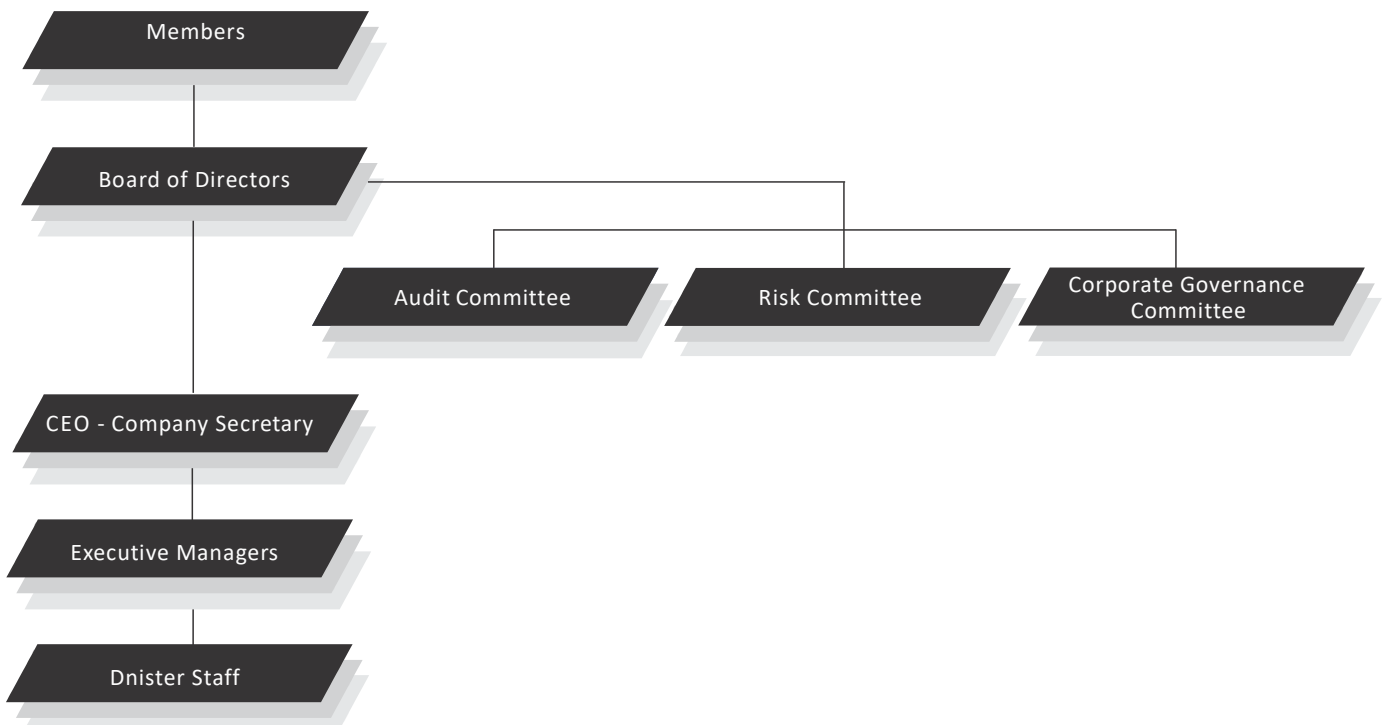 Members
Board of Directors
Audit Committee
Risk Committee
Corporate Governance
Committee
CEO - Company Secretary
Executive Managers
Dnister Staff